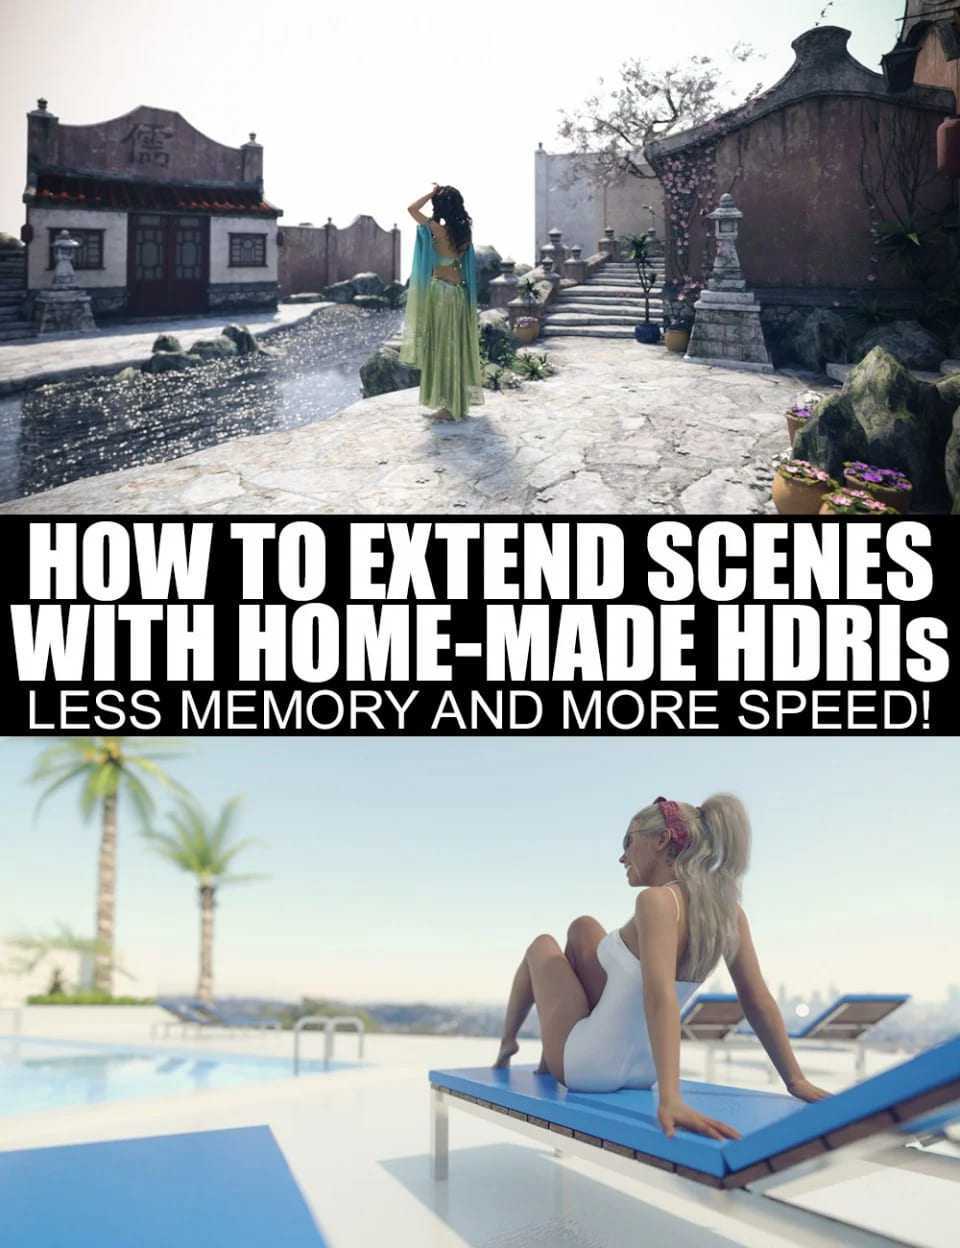 儒
HOW TO EXTEND SCENES
WITH HOME-MADE HDRIs
LESS MEMORY AND MORE SPEED!